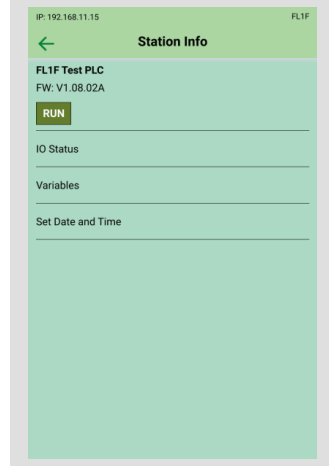 IP: 192.168.11.15 FL1F
Station Info
FL1F Test PLC
FW: V1.08.02A
RUN
IO Status
Variables
Set Date and Time